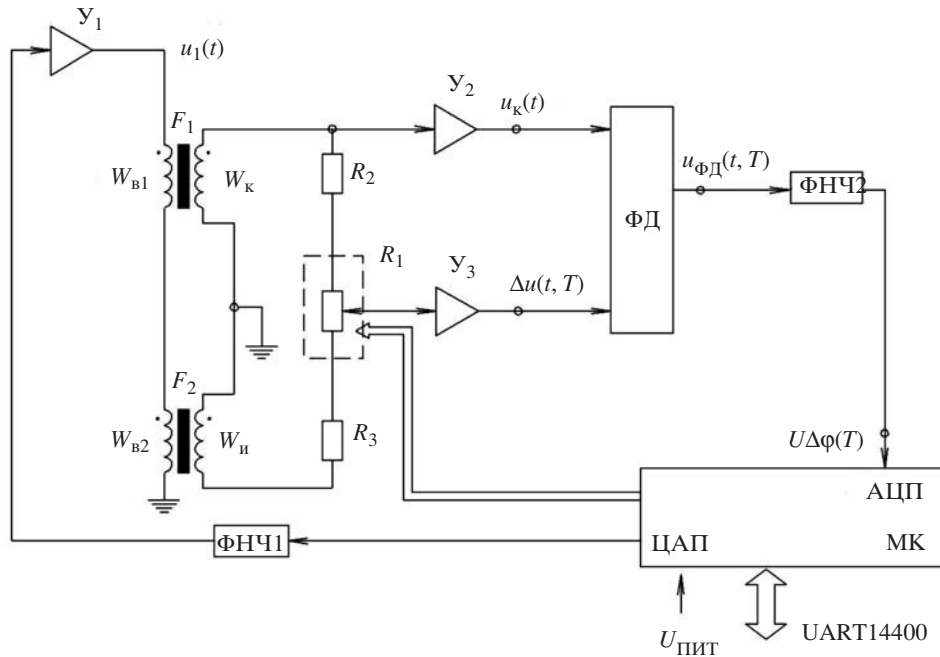 У₁
u₁(t)
У₂
uк(t)
F₁
Wв1
Wк
R₂
uФД(t, T)
ФНЧ2
ФД
R₁
У₃
Δu(t, T)
F₂
Wв2
Wи
R₃
UΔφ(T)
АЦП
ФНЧ1
ЦАП
МК
UПИТ
UART14400